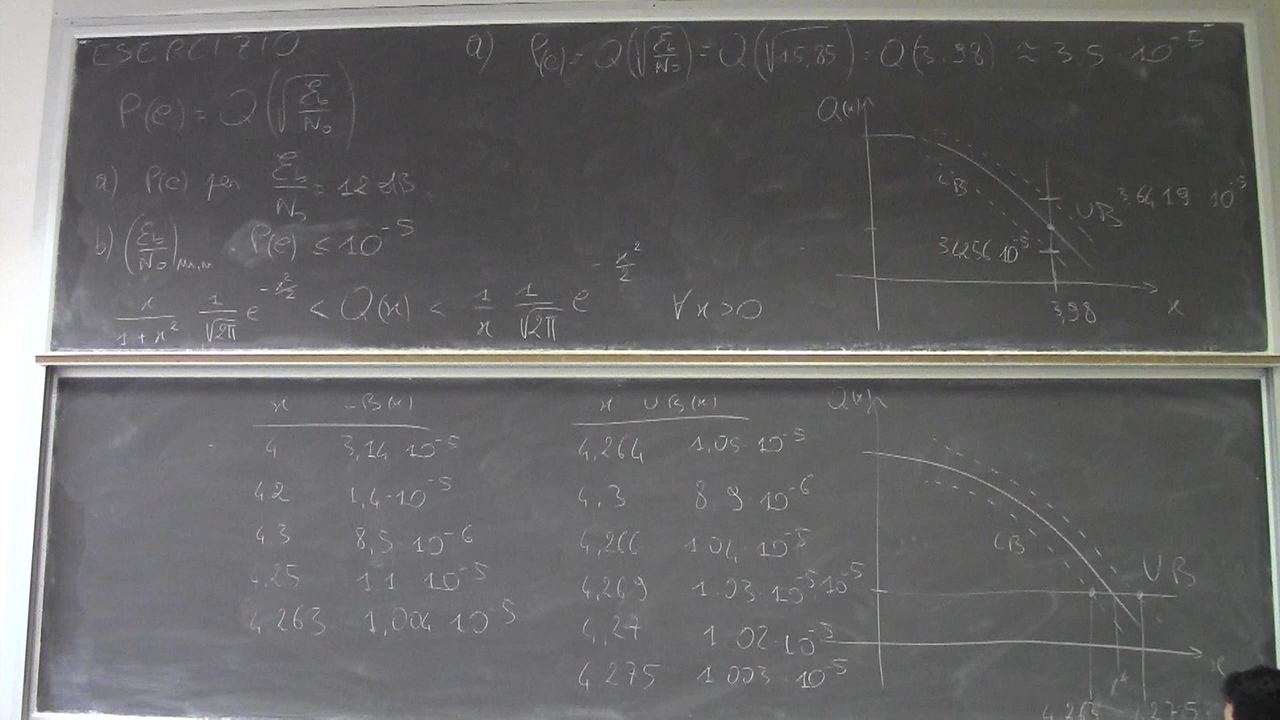 ESERCIZIO
P(e) = Q(√(Eb/N0))
a) P(e) per Eb/N0 = 12 dB
b) (Eb/N0)min P(e) ≤ 10^-5
x/(1+x²) 1/√(2π) e^(-x²/2) < Q(x) < 1/x 1/√(2π) e^(-x²/2) ∀x>0
a) P(e) = Q(√(Eb/N0)) = Q(√15,85) = Q(3.98) ≈ 3.5 · 10^-5
Q(x)
LB
UB
3,6419 · 10^-5
3,4256 10^-5
3,98
x
x LB(x)
4 3,14 · 10^-5
4.2 1,4 · 10^-5
4.3 8,5 · 10^-6
4,25 1.1 10^-5
4,263 1,004 · 10^-5
x UB(x)
4,264 1,05 · 10^-5
4,3 8.9 10^-6
4,266 1.04 · 10^-5
4,269 1.03 · 10^-5
4,27 1.02 · 10^-5
4,275 1.003 · 10^-5
Q(x)
LB
UB
10^-5
x
x*
4,263
4,275